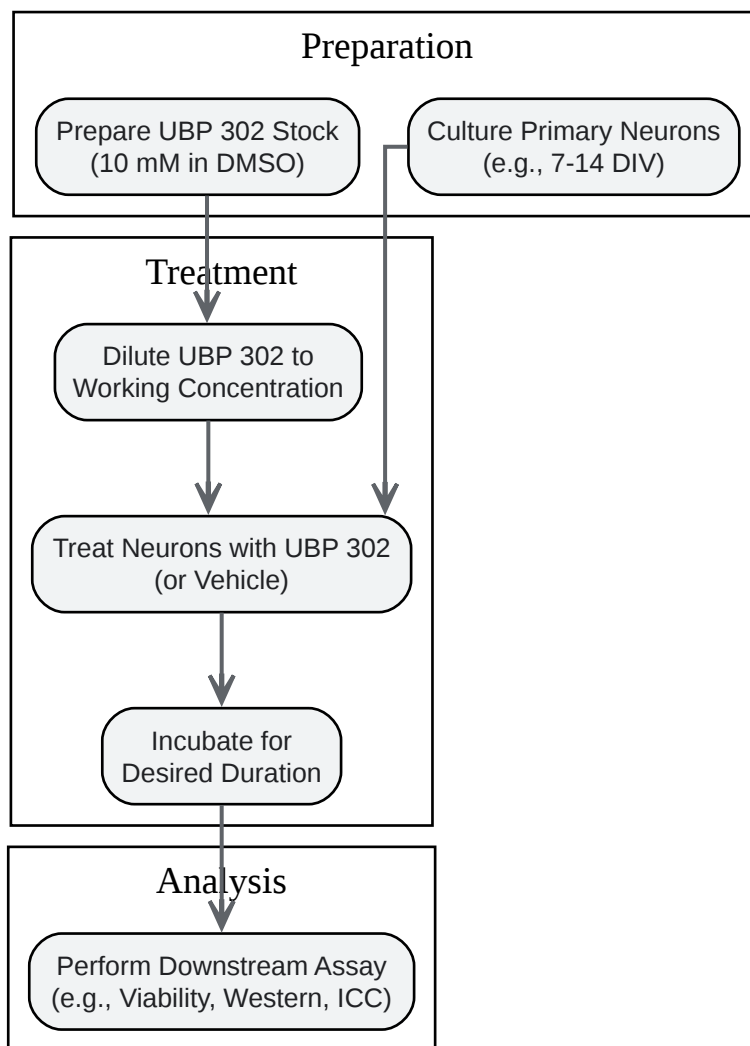 Preparation
Prepare UBP 302 Stock
(10 mM in DMSO)
Culture Primary Neurons
(e.g., 7-14 DIV)
Treatment
Dilute UBP 302 to
Working Concentration
Treat Neurons with UBP 302
(or Vehicle)
Incubate for
Desired Duration
Analysis
Perform Downstream Assay
(e.g., Viability, Western, ICC)